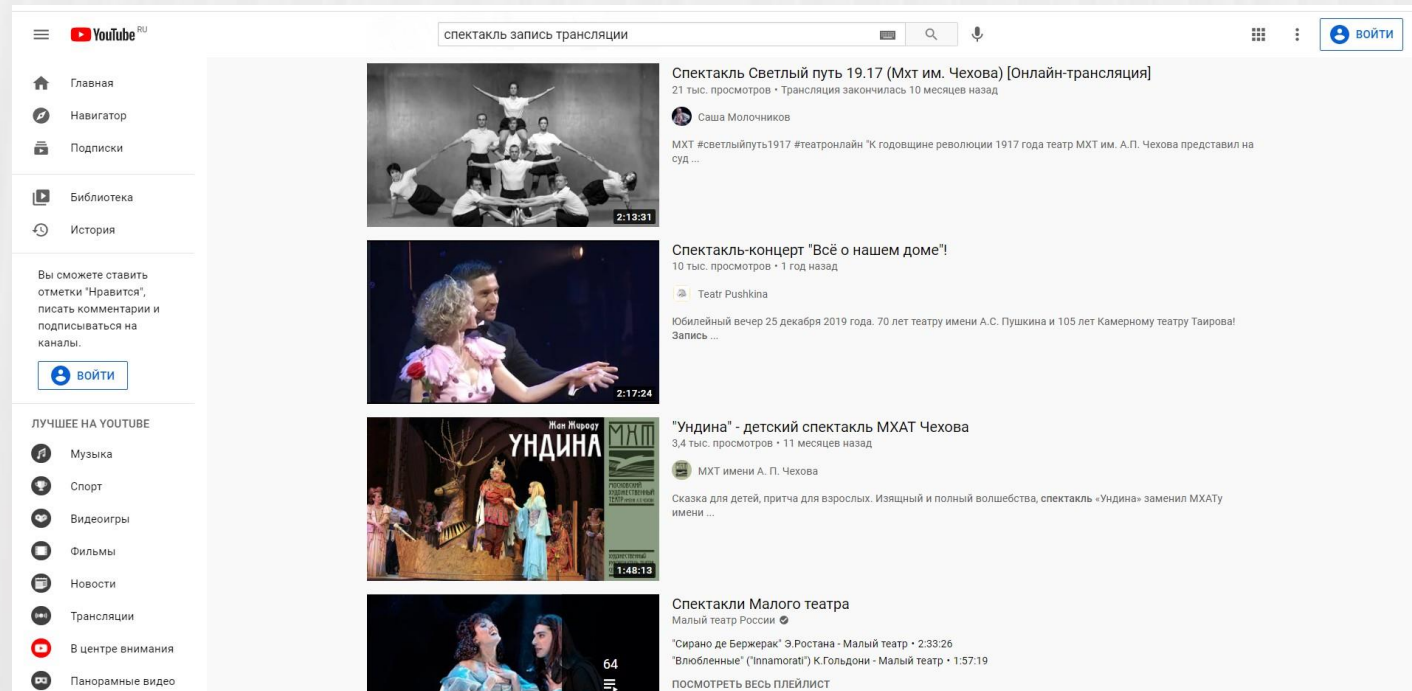 YouTube RU
спектакль запись трансляции
ВОЙТИ
Главная
Навигатор
Подписки
Библиотека
История
Вы сможете ставить
отметки "Нравится",
писать комментарии и
подписываться на
каналы.
ВОЙТИ
ЛУЧШЕЕ НА YOUTUBE
Музыка
Спорт
Видеоигры
Фильмы
Новости
Трансляции
В центре внимания
Панорамные видео
2:13:31
Спектакль Светлый путь 19.17 (Мхт им. Чехова) [Онлайн-трансляция]
21 тыс. просмотров • Трансляция закончилась 10 месяцев назад
Саша Молочников
МХТ #светлыйпуть1917 #театронлайн "К годовщине революции 1917 года театр МХТ им. А.П. Чехова представил на
суд ...
2:17:24
Спектакль-концерт "Всё о нашем доме"!
10 тыс. просмотров • 1 год назад
Teatr Pushkina
Юбилейный вечер 25 декабря 2019 года. 70 лет театру имени А.С. Пушкина и 105 лет Камерному театру Таирова!
Запись ...
Жан Жироду
УНДИНА
МХТ
МОСКОВСКИЙ
ХУДОЖЕСТВЕННЫЙ
1:48:13
"Ундина" - детский спектакль МХАТ Чехова
3,4 тыс. просмотров • 11 месяцев назад
МХТ имени А. П. Чехова
Сказка для детей, притча для взрослых. Изящный и полный волшебства, спектакль «Ундина» заменил МХАТу
имени ...
64
Спектакли Малого театра
Малый театр России
"Сирано де Бержерак" Э.Ростана - Малый театр • 2:33:26
"Влюбленные" ("Innamorati") К.Гольдони - Малый театр • 1:57:19
ПОСМОТРЕТЬ ВЕСЬ ПЛЕЙЛИСТ